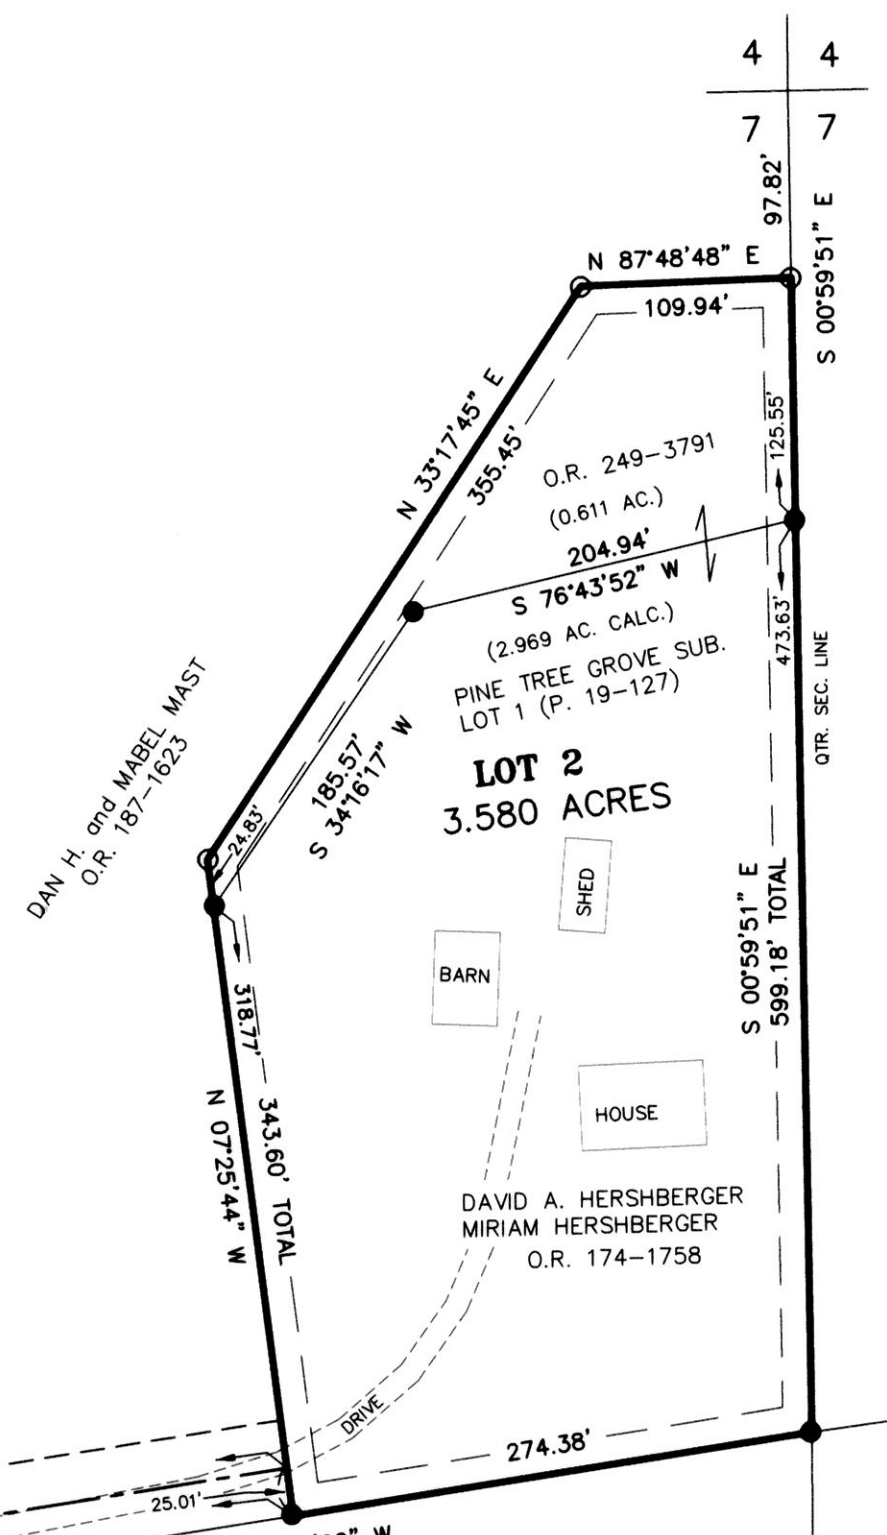 4 4
7 7
97.82'
S 00°59'51" E
N 87°48'48" E
109.94'
N 33°17'45" E
355.45'
125.55'
O.R. 249-3791
(0.611 AC.)
204.94'
S 76°43'52" W
(2.969 AC. CALC.)
473.63'
PINE TREE GROVE SUB.
LOT 1 (P. 19-127)
QTR. SEC. LINE
DAN H. and MABEL MAST
O.R. 187-1623
185.57'
S 34°16'17" W
LOT 2
3.580 ACRES
24.83'
SHED
BARN
S 00°59'51" E
599.18' TOTAL
318.77'
N 07°25'44" W
343.60' TOTAL
HOUSE
DAVID A. HERSHBERGER
MIRIAM HERSHBERGER
O.R. 174-1758
DRIVE
274.38'
25.01'
" W